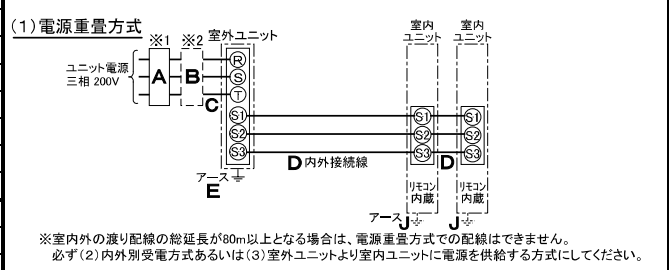 (1)電源重畳方式
※1 ※2 室外ユニット
室内
ユニット
室内
ユニット
ユニット電源
三相 200V
A
B
C
R
S
T
S1
S2
S3
S1
S2
S3
S1
S2
S3
D 内外接続線
D
アース
E
リモコン
内蔵
リモコン
内蔵
アース J J
※室内外の渡り配線の総延長が80m以上となる場合は、電源重畳方式での配線はできません。
必ず(2)内外別受電方式あるいは(3)室外ユニットより室内ユニットに電源を供給する方式にしてください。